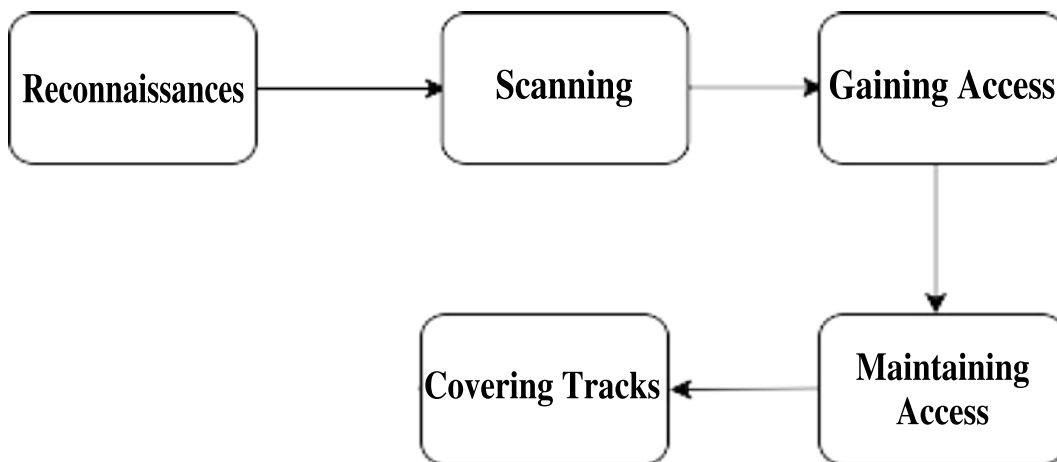 Reconnaissances
Scanning
Gaining Access
Covering Tracks
Maintaining
Access